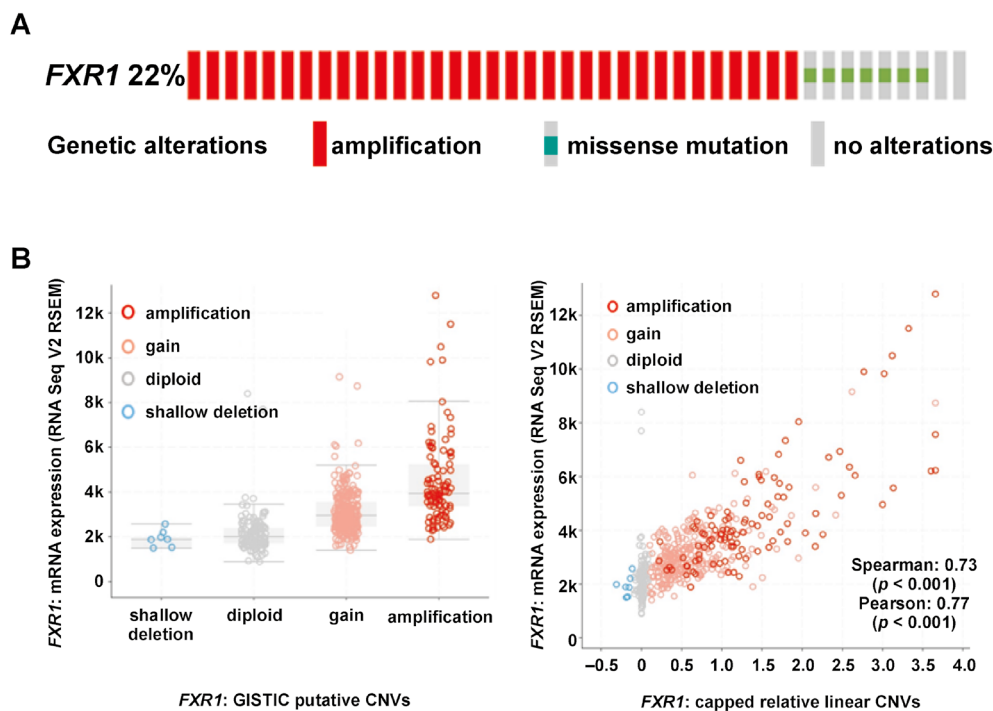 A
FXR1 22%
Genetic alterations
amplification
missense mutation
no alterations
B
FXR1: mRNA expression (RNA Seq V2 RSEM)
12k
10k
8k
6k
4k
2k
0
amplification
gain
diploid
shallow deletion
shallow
deletion
diploid
gain
amplification
FXR1: GISTIC putative CNVs
FXR1: mRNA expression (RNA Seq V2 RSEM)
12k
10k
8k
6k
4k
2k
0
amplification
gain
diploid
shallow deletion
Spearman: 0.73
(p < 0.001)
Pearson: 0.77
(p < 0.001)
–0.5 0 0.5 1.0 1.5 2.0 2.5 3.0 3.5 4.0
FXR1: capped relative linear CNVs